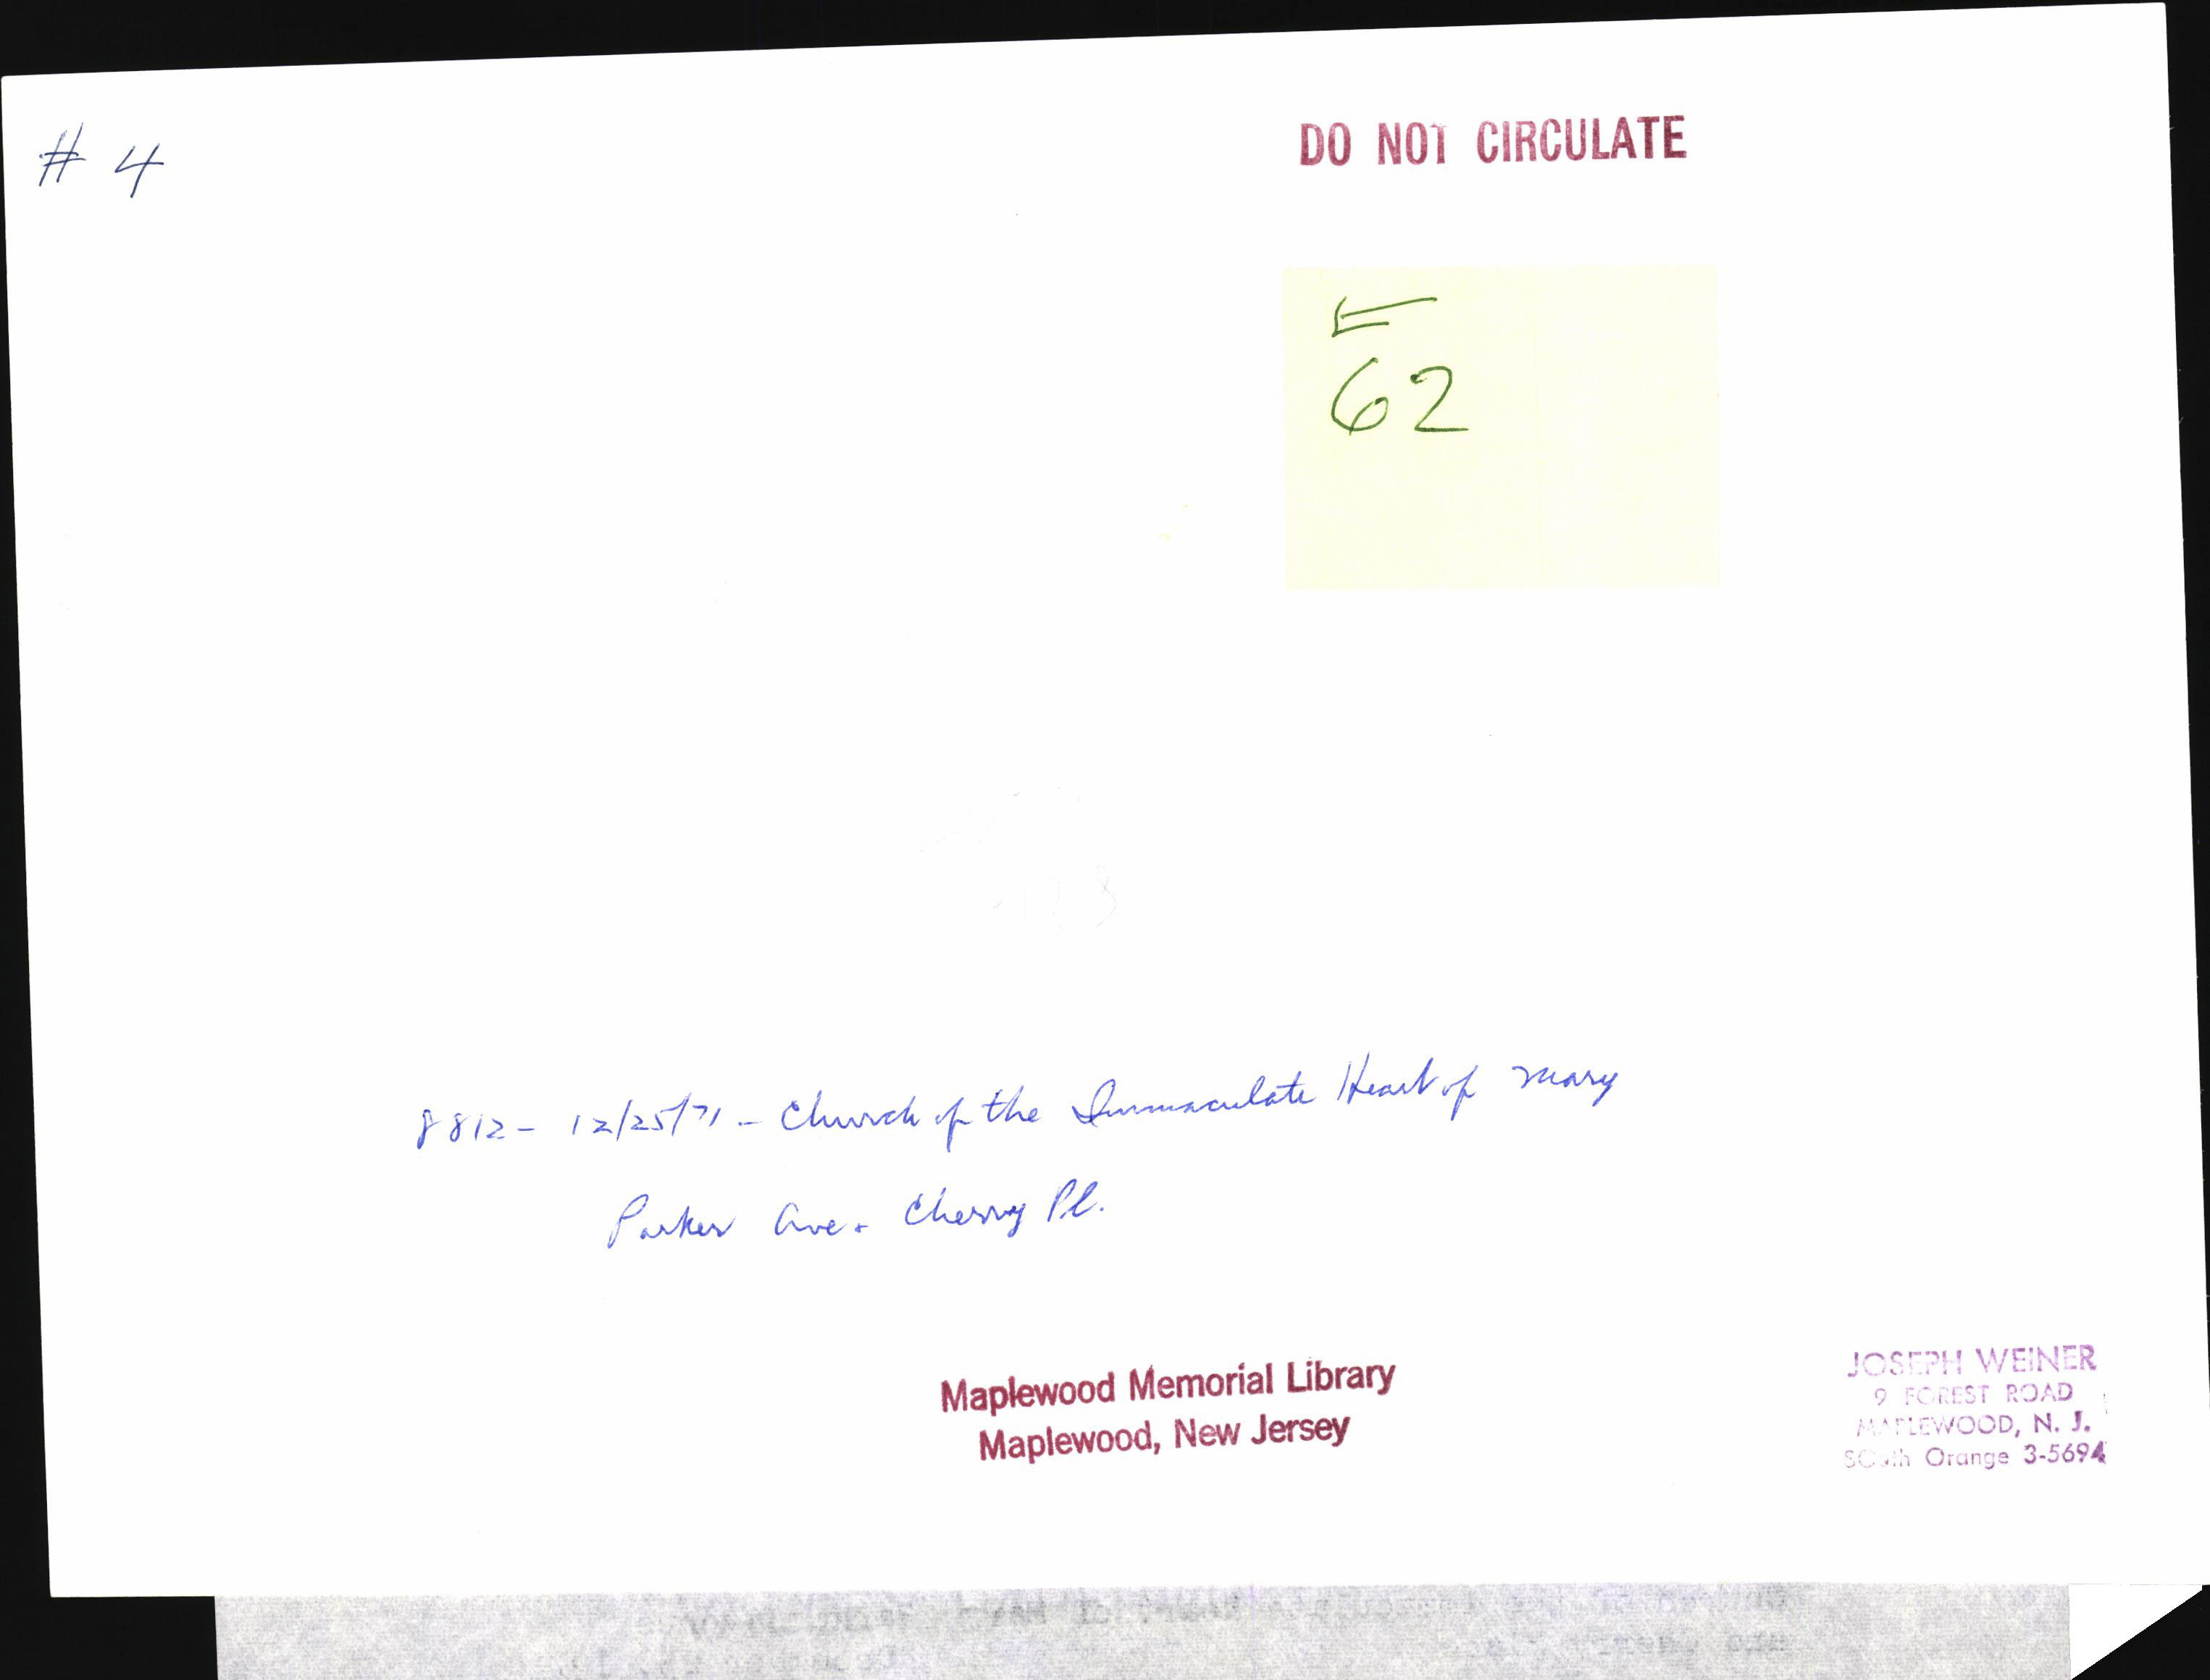 # 4
DO NOT CIRCULATE
E
62
8812 - 12/25/71 - Church of the Immaculate Heart of Mary
Parker Ave. Cherry Pl.
Maplewood Memorial Library
Maplewood, New Jersey
JOSEPH WEINER
9 FOREST ROAD
MAPLEWOOD, N. J.
SOuth Orange 3-5694